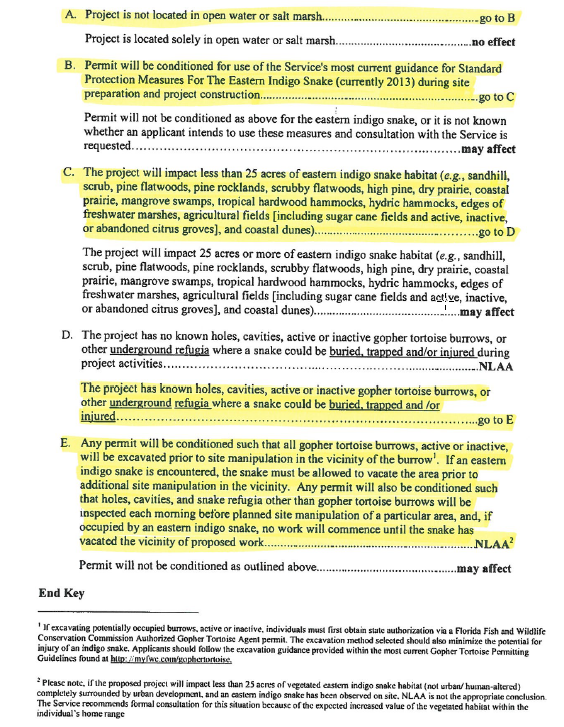 A. Project is not located in open water or salt marsh..................................................go to B
Project is located solely in open water or salt marsh............................................no effect
B. Permit will be conditioned for use of the Service's most current guidance for Standard
Protection Measures For The Eastern Indigo Snake (currently 2013) during site
preparation and project construction..................................................................go to C
Permit will not be conditioned as above for the eastern indigo snake, or it is not known
whether an applicant intends to use these measures and consultation with the Service is
requested.........................................................................................may affect
C. The project will impact less than 25 acres of eastern indigo snake habitat (e.g., sandhill,
scrub, pine flatwoods, pine rocklands, scrubby flatwoods, high pine, dry prairie, coastal
prairie, mangrove swamps, tropical hardwood hammocks, hydric hammocks, edges of
freshwater marshes, agricultural fields [including sugar cane fields and active, inactive,
or abandoned citrus groves], and coastal dunes)..................................................go to D
The project will impact 25 acres or more of eastern indigo snake habitat (e.g., sandhill,
scrub, pine flatwoods, pine rocklands, scrubby flatwoods, high pine, dry prairie, coastal
prairie, mangrove swamps, tropical hardwood hammocks, hydric hammocks, edges of
freshwater marshes, agricultural fields [including sugar cane fields and active, inactive,
or abandoned citrus groves], and coastal dunes)..............................................may affect
D. The project has no known holes, cavities, active or inactive gopher tortoise burrows, or
other underground refugia where a snake could be buried, trapped and/or injured during
project activities.....................................................................................NLAA
The project has known holes, cavities, active or inactive gopher tortoise burrows, or
other underground refugia where a snake could be buried, trapped and /or
injured..................................................................................................go to E
E. Any permit will be conditioned such that all gopher tortoise burrows, active or inactive,
will be excavated prior to site manipulation in the vicinity of the burrow¹. If an eastern
indigo snake is encountered, the snake must be allowed to vacate the area prior to
additional site manipulation in the vicinity. Any permit will also be conditioned such
that holes, cavities, and snake refugia other than gopher tortoise burrows will be
inspected each morning before planned site manipulation of a particular area, and, if
occupied by an eastern indigo snake, no work will commence until the snake has
vacated the vicinity of proposed work..............................................................NLAA²
Permit will not be conditioned as outlined above................................................may affect
End Key
¹ If excavating potentially occupied burrows, active or inactive, individuals must first obtain state authorization via a Florida Fish and Wildlife
Conservation Commission Authorized Gopher Tortoise Agent permit. The excavation method selected should also minimize the potential for
injury of an indigo snake. Applicants should follow the excavation guidance provided within the most current Gopher Tortoise Permitting
Guidelines found at http://myfwc.com/gophertortoise.
² Please note, if the proposed project will impact less than 25 acres of vegetated eastern indigo snake habitat (not urban/ human-altered)
completely surrounded by urban development, and an eastern indigo snake has been observed on site, NLAA is not the appropriate conclusion.
The Service recommends formal consultation for this situation because of the expected increased value of the vegetated habitat within the
individual's home range